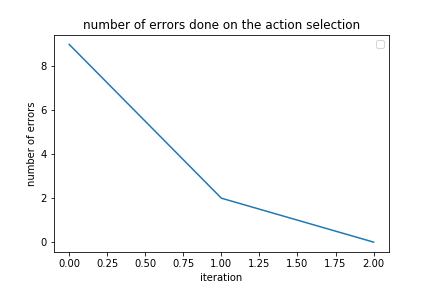 number of errors done on the action selection
number of errors
8
6
4
2
0
0.00 0.25 0.50 0.75 1.00 1.25 1.50 1.75 2.00
iteration